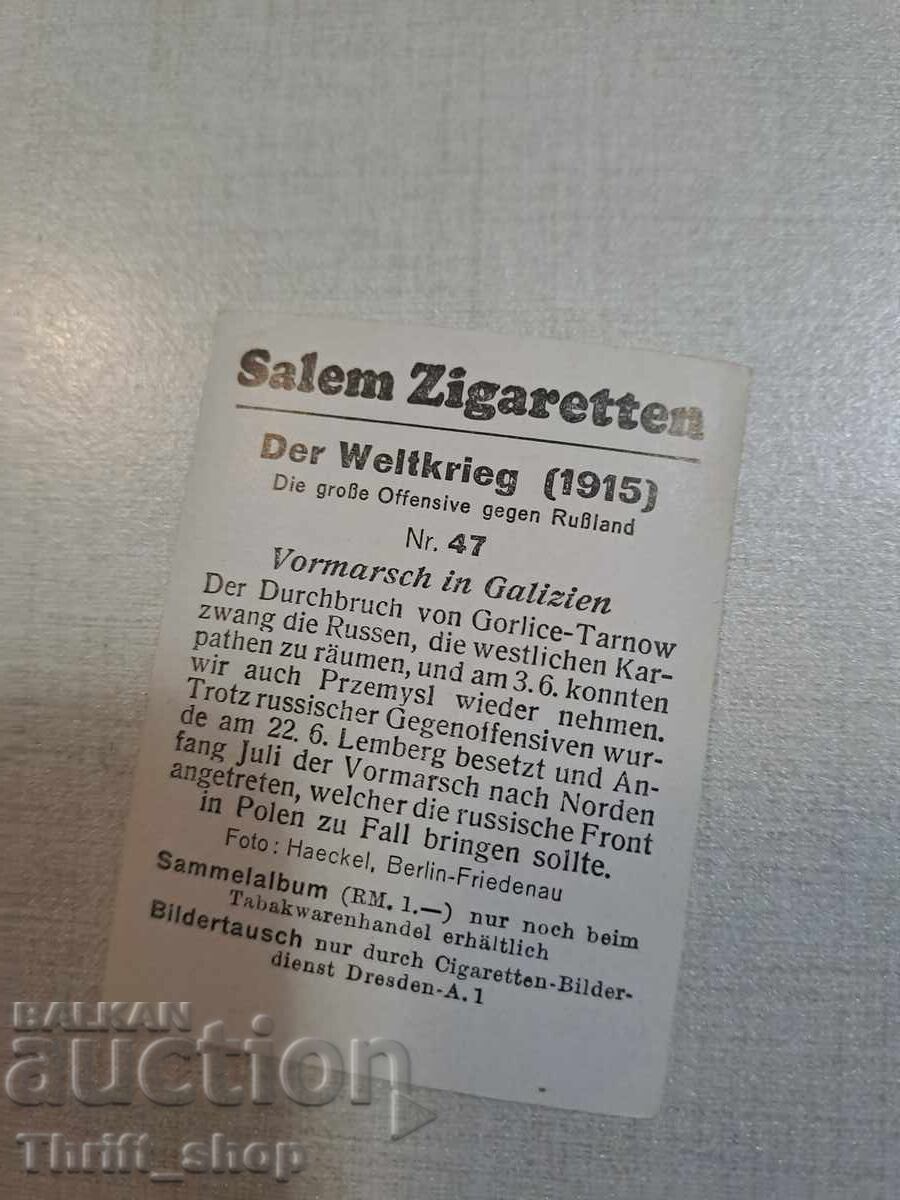 Salem Zigaretten
Der Weltkrieg (1915)
Die große Offensive gegen Rußland
Nr. 47
Vormarsch in Galizien
Der Durchbruch von Gorlice-Tarnow
zwang die Russen, die westlichen Kar-
pathen zu räumen, und am 3.6. konnten
wir auch Przemysl wieder nehmen.
Trotz russischer Gegenoffensiven wur-
de am 22. 6. Lemberg besetzt und An-
fang Juli der Vormarsch nach Norden
angetreten, welcher die russische Front
in Polen zu Fall bringen sollte.
Foto: Haeckel, Berlin-Friedenau
Sammelalbum (RM. 1.—) nur noch beim
Tabakwarenhandel erhältlich
Bildertausch nur durch Cigaretten-Bilder-
dienst Dresden-A. 1
BALKAN
auction
Thrift_shop